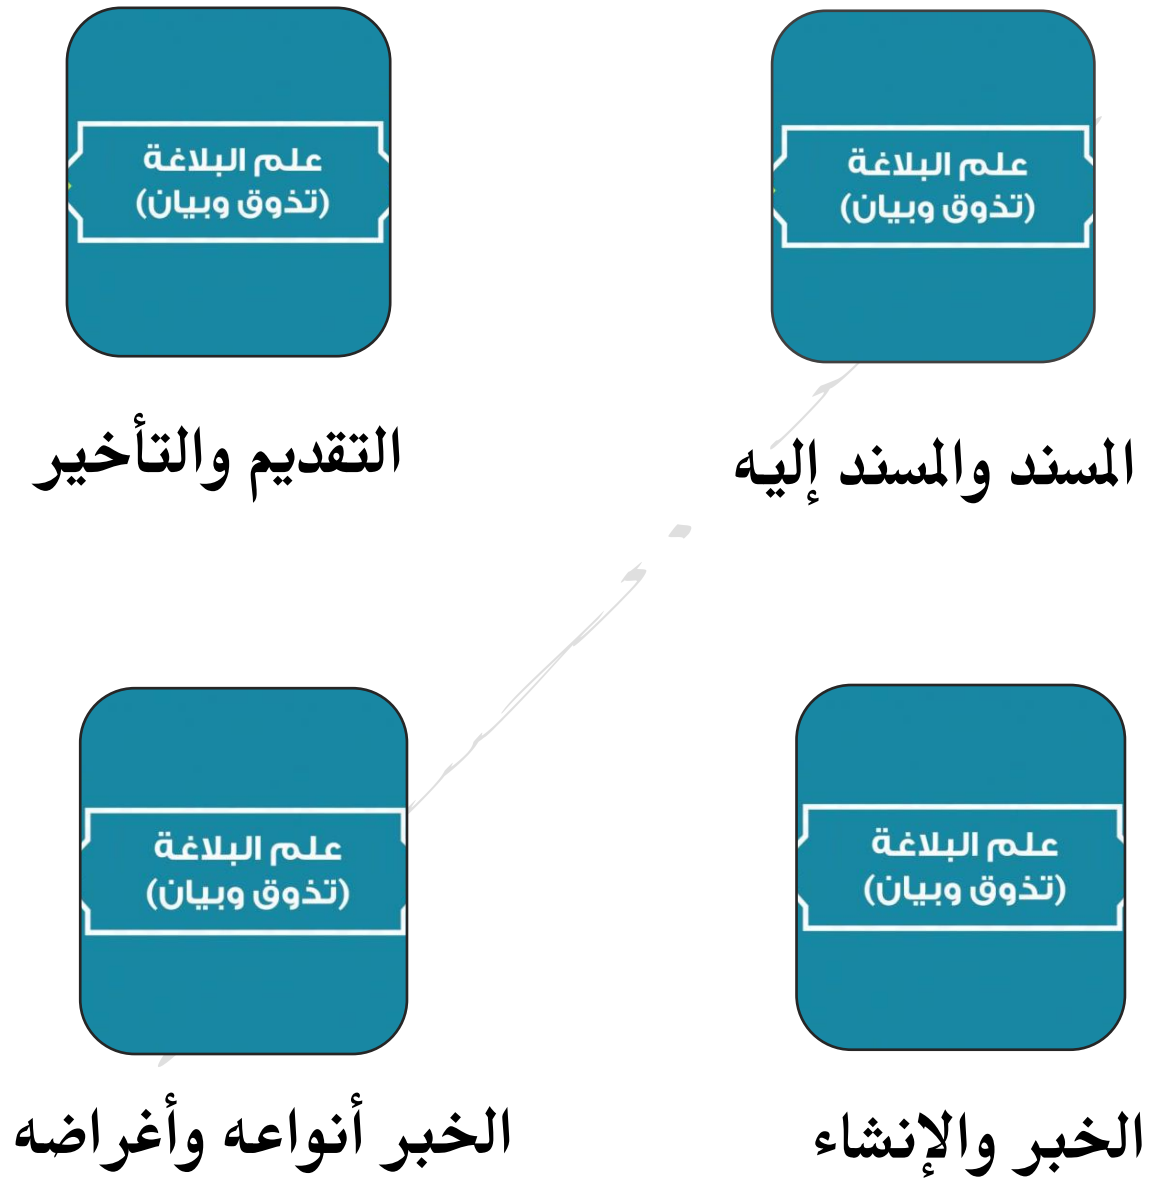 علم البلاغة
(تذوق وبيان)
المسند والمسند إليه
علم البلاغة
(تذوق وبيان)
التقديم والتأخير
علم البلاغة
(تذوق وبيان)
الخبر والإنشاء
علم البلاغة
(تذوق وبيان)
الخبر أنواعه وأغراضه